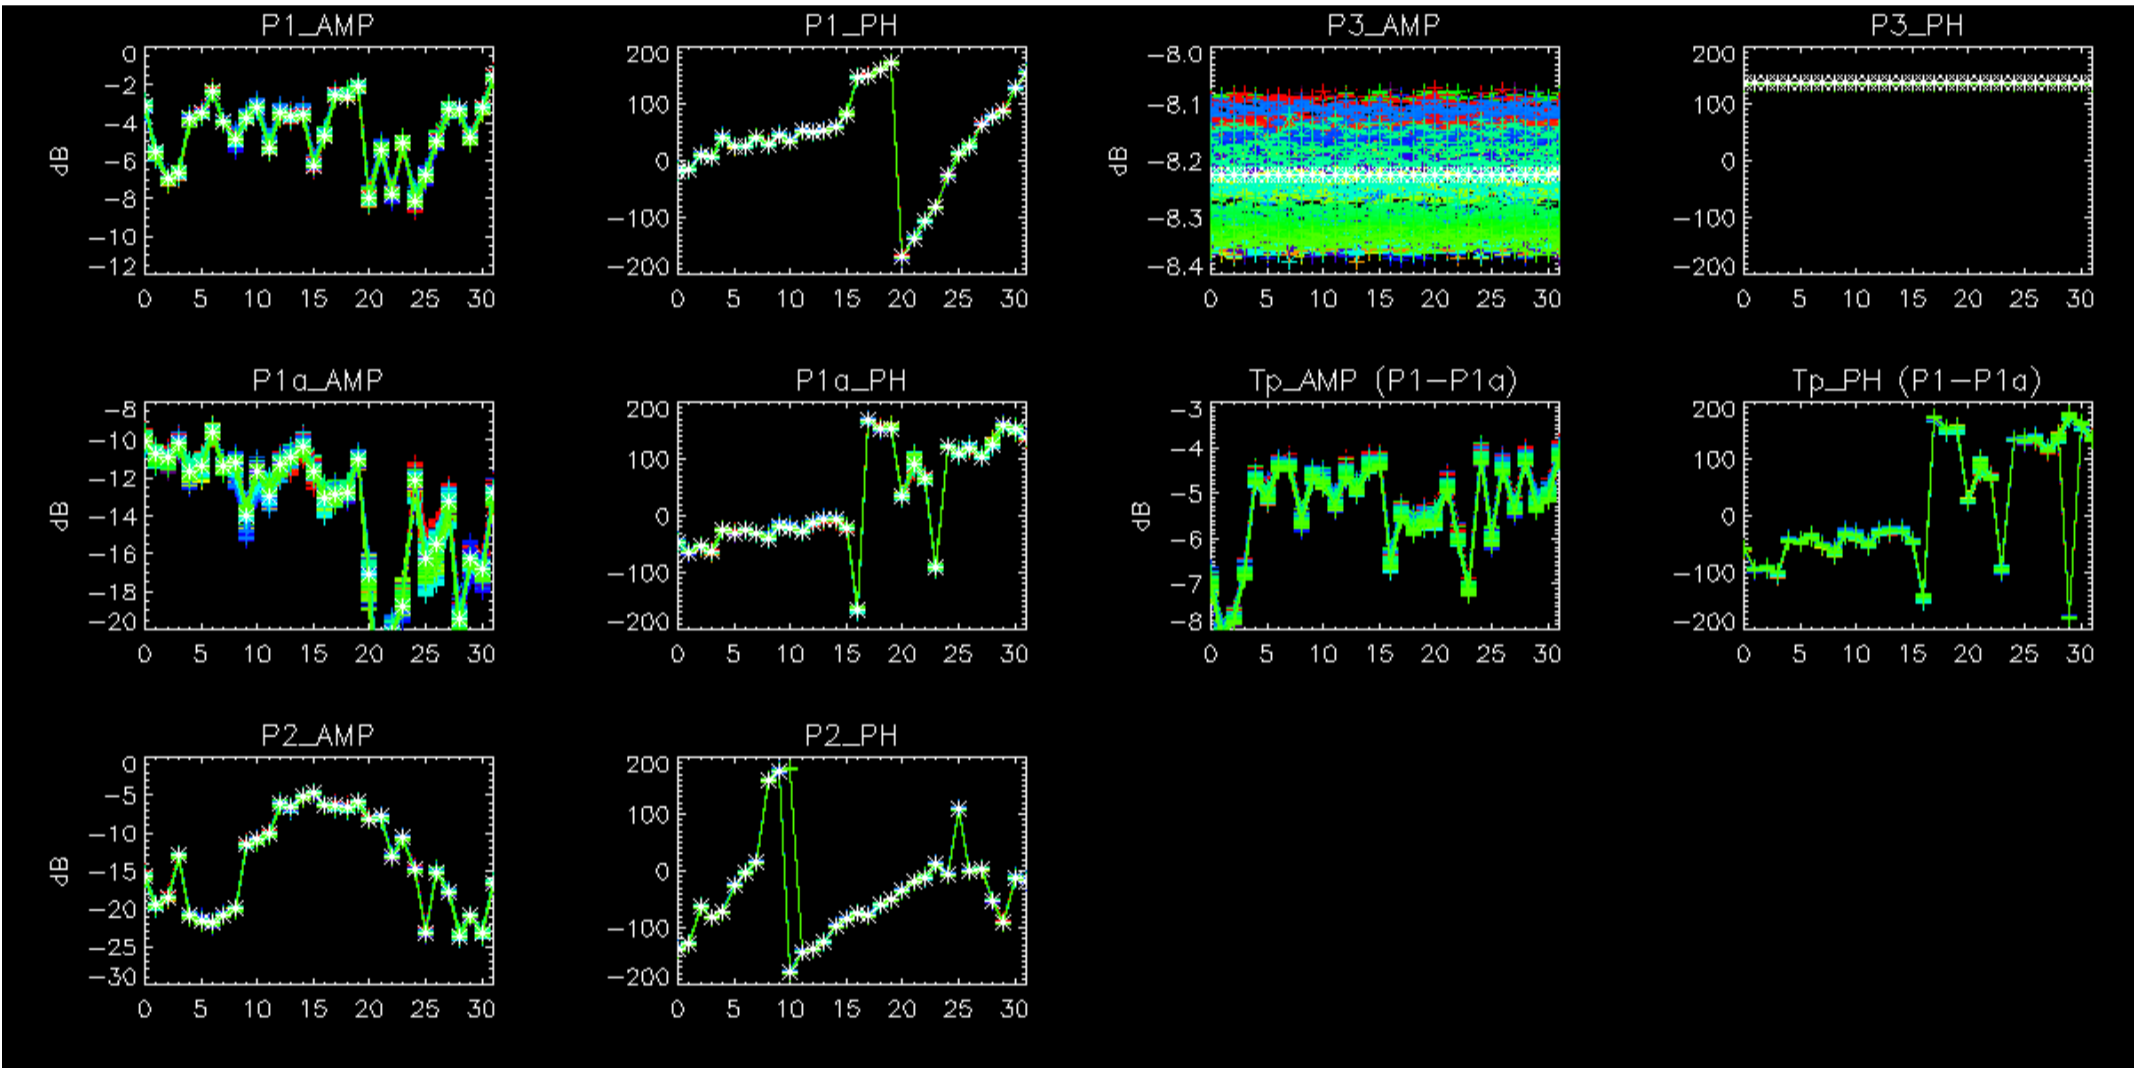 P1_AMP
dB
0
−2
−4
−6
−8
−10
−12
0 5 10 15 20 25 30
P1_PH
200
100
0
−100
−200
0 5 10 15 20 25 30
P3_AMP
dB
−8.0
−8.1
−8.2
−8.3
−8.4
0 5 10 15 20 25 30
P3_PH
200
100
0
−100
−200
0 5 10 15 20 25 30
P1a_AMP
dB
−8
−10
−12
−14
−16
−18
−20
0 5 10 15 20 25 30
P1a_PH
200
100
0
−100
−200
0 5 10 15 20 25 30
Tp_AMP (P1−P1a)
dB
−3
−4
−5
−6
−7
−8
0 5 10 15 20 25 30
Tp_PH (P1−P1a)
200
100
0
−100
−200
0 5 10 15 20 25 30
P2_AMP
dB
0
−5
−10
−15
−20
−25
−30
0 5 10 15 20 25 30
P2_PH
200
100
0
−100
−200
0 5 10 15 20 25 30